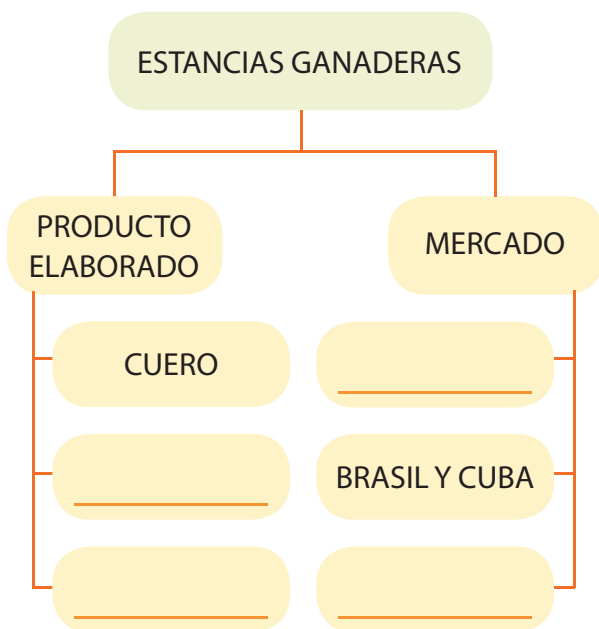 ESTANCIAS GANADERAS
PRODUCTO
ELABORADO
MERCADO
CUERO
BRASIL Y CUBA